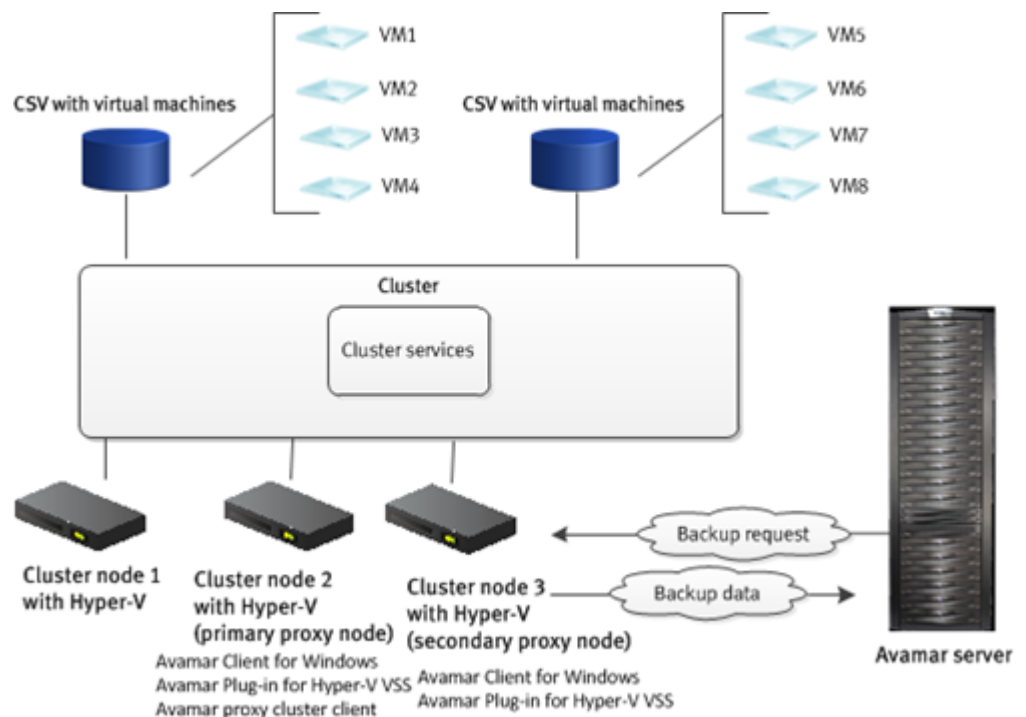 VM1
VM2
VM3
VM4
CSV with virtual machines
VM5
VM6
VM7
VM8
CSV with virtual machines
Cluster
Cluster services
Cluster node 1
with Hyper-V
Cluster node 2
with Hyper-V
(primary proxy node)
Avamar Client for Windows
Avamar Plug-in for Hyper-V VSS
Avamar proxy cluster client
Cluster node 3
with Hyper-V
(secondary proxy node)
Avamar Client for Windows
Avamar Plug-in for Hyper-V VSS
Backup request
Backup data
Avamar server